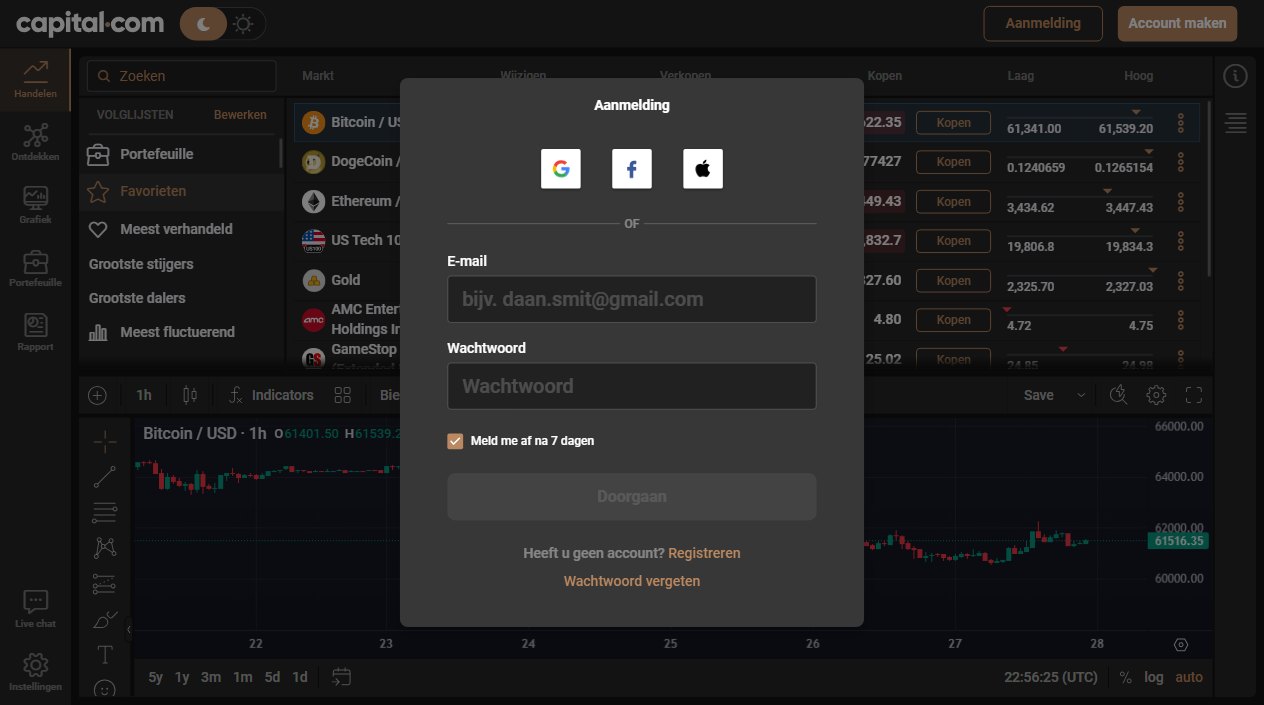 capital.com
Aanmelding
Account maken
Handelen
Ontdekken
Grafiek
Portefeuille
Rapport
Live chat
Instellingen
Zoeken
VOLGLIJSTEN Bewerken
Portefeuille
Favorieten
Meest verhandeld
Grootste stijgers
Grootste dalers
Meest fluctuerend
Markt Wijzigen Verkopen Kopen Laag Hoog
Bitcoin / US 622.35 Kopen 61,341.00 61,539.20
DogeCoin / 77427 Kopen 0.1240659 0.1265154
Ethereum / 49.43 Kopen 3,434.62 3,447.43
US Tech 10 ,832.7 Kopen 19,806.8 19,834.3
Gold 327.60 Kopen 2,325.70 2,327.03
AMC Enter
Holdings In 4.80 Kopen 4.72 4.75
GameStop 25.02 Kopen 24.85 24.98
(Extended
Aanmelding
OF
E-mail
bijv. daan.smit@gmail.com
Wachtwoord
Wachtwoord
Meld me af na 7 dagen
Doorgaan
Heeft u geen account? Registreren
Wachtwoord vergeten
1h Indicators Bie Save
Bitcoin / USD · 1h O61401.50 H61539.2
66000.00
64000.00
62000.00
61516.35
60000.00
22 23 24 25 26 27 28
5y 1y 3m 1m 5d 1d 22:56:25 (UTC) % log auto